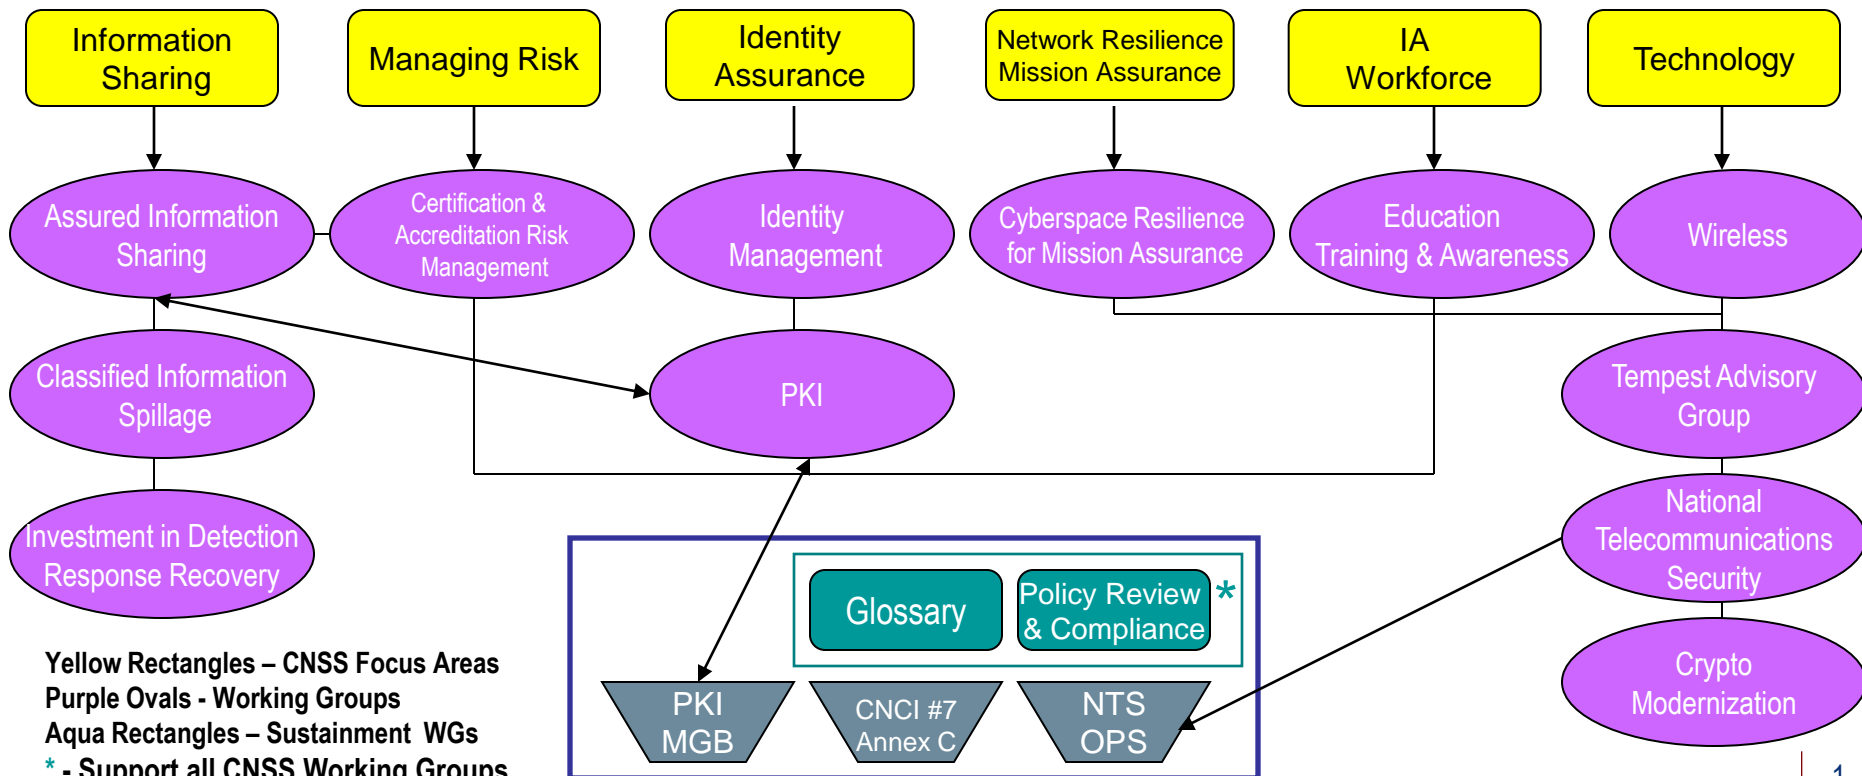 Information
Sharing
Managing Risk
Identity
Assurance
Network Resilience
Mission Assurance
IA
Workforce
Technology
Assured Information
Sharing
Certification &
Accreditation Risk
Management
Identity
Management
Cyberspace Resilience
for Mission Assurance
Education
Training & Awareness
Wireless
Classified Information
Spillage
PKI
Tempest Advisory
Group
Investment in Detection
Response Recovery
National
Telecommunications
Security
Glossary
Policy Review
& Compliance
*
Crypto
Modernization
PKI
MGB
CNCI #7
Annex C
NTS
OPS
Yellow Rectangles – CNSS Focus Areas
Purple Ovals - Working Groups
Aqua Rectangles – Sustainment WGs
* - Support all CNSS Working Groups
1